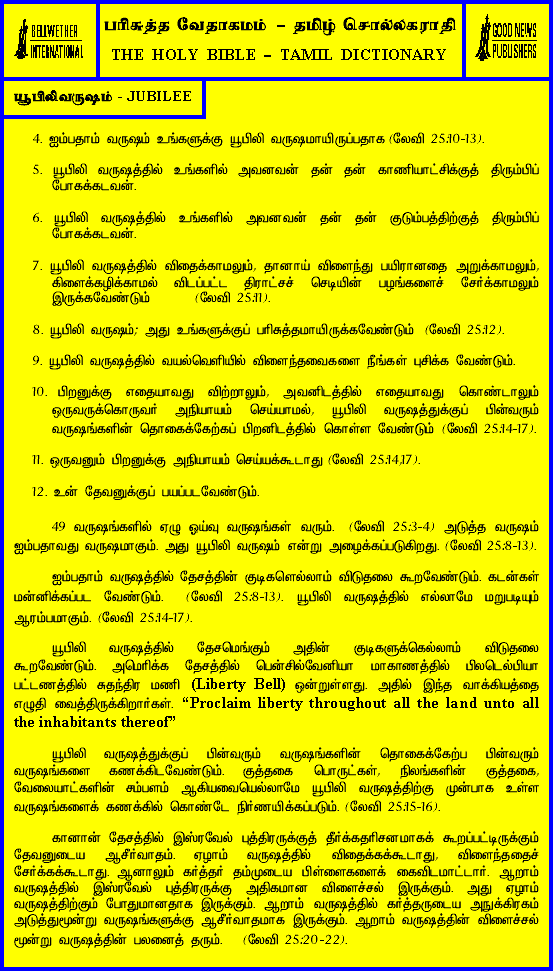 BELLWETHER
INTERNATIONAL
பரிசுத்த வேதாகமம் – தமிழ் சொல்லகராதி
THE HOLY BIBLE – TAMIL DICTIONARY
GOOD NEWS
PUBLISHERS
யூபிலிவருஷம் - JUBILEE
4. ஐம்பதாம் வருஷம் உங்களுக்கு யூபிலி வருஷமாயிருப்பதாக (லேவி 25:10-13).
5. யூபிலி வருஷத்தில் உங்களில் அவனவன் தன் தன் காணியாட்சிக்குத் திரும்பிப்
போகக்கடவன்.
6. யூபிலி வருஷத்தில் உங்களில் அவனவன் தன் தன் குடும்பத்திற்குத் திரும்பிப்
போகக்கடவன்.
7. யூபிலி வருஷத்தில் விதைக்காமலும், தானாய் விளைந்து பயிரானதை அறுக்காமலும்,
கிளைக்கழிக்காமல் விடப்பட்ட திராட்சச் செடியின் பழங்களைச் சேர்க்காமலும்
இருக்கவேண்டும் (லேவி 25:11).
8. யூபிலி வருஷம்; அது உங்களுக்குப் பரிசுத்தமாயிருக்கவேண்டும் (லேவி 25:12).
9. யூபிலி வருஷத்தில் வயல்வெளியில் விளைந்தவைகளை நீங்கள் புசிக்க வேண்டும்.
10. பிறனுக்கு எதையாவது விற்றாலும், அவனிடத்தில் எதையாவது கொண்டாலும்
ஒருவருக்கொருவர் அநியாயம் செய்யாமல், யூபிலி வருஷத்துக்குப் பின்வரும்
வருஷங்களின் தொகைக்கேற்கப் பிறனிடத்தில் கொள்ள வேண்டும் (லேவி 25:14-17).
11. ஒருவனும் பிறனுக்கு அநியாயம் செய்யக்கூடாது (லேவி 25:14,17).
12. உன் தேவனுக்குப் பயப்படவேண்டும்.
49 வருஷங்களில் ஏழு ஓய்வு வருஷங்கள் வரும். (லேவி 25:3-4) அடுத்த வருஷம்
ஐம்பதாவது வருஷமாகும். அது யூபிலி வருஷம் என்று அழைக்கப்படுகிறது. (லேவி 25:8-13).
ஐம்பதாம் வருஷத்தில் தேசத்தின் குடிகளெல்லாம் விடுதலை கூறவேண்டும். கடன்கள்
மன்னிக்கப்பட வேண்டும். (லேவி 25:8-13). யூபிலி வருஷத்தில் எல்லாமே மறுபடியும்
ஆரம்பமாகும். (லேவி 25:14-17).
யூபிலி வருஷத்தில் தேசமெங்கும் அதின் குடிகளுக்கெல்லாம் விடுதலை
கூறவேண்டும். அமெரிக்க தேசத்தில் பென்சில்வேனியா மாகாணத்தில் பிலடெல்பியா
பட்டணத்தில் சுதந்திர மணி (Liberty Bell) ஒன்றுள்ளது. அதில் இந்த வாக்கியத்தை
எழுதி வைத்திருக்கிறார்கள். “Proclaim liberty throughout all the land unto all
the inhabitants thereof”
யூபிலி வருஷத்துக்குப் பின்வரும் வருஷங்களின் தொகைக்கேற்ப பின்வரும்
வருஷங்களை கணக்கிடவேண்டும். குத்தகை பொருட்கள், நிலங்களின் குத்தகை,
வேலையாட்களின் சம்பளம் ஆகியவையெல்லாமே யூபிலி வருஷத்திற்கு முன்பாக உள்ள
வருஷங்களைக் கணக்கில் கொண்டே நிர்ணயிக்கப்படும். (லேவி 25:15-16).
கானான் தேசத்தில் இஸ்ரவேல் புத்திரருக்குத் தீர்க்கதரிசனமாகக் கூறப்பட்டிருக்கும்
தேவனுடைய ஆசீர்வாதம். ஏழாம் வருஷத்தில் விதைக்கக்கூடாது, விளைந்ததைச்
சேர்க்கக்கூடாது. ஆனாலும் கர்த்தர் தம்முடைய பிள்ளைகளைக் கைவிடமாட்டார். ஆறாம்
வருஷத்தில் இஸ்ரவேல் புத்திரருக்கு அதிகமான விளைச்சல் இருக்கும். அது ஏழாம்
வருஷத்திற்கும் போதுமானதாக இருக்கும். ஆறாம் வருஷத்தில் கர்த்தருடைய அநுக்கிரகம்
அடுத்துமூன்று வருஷங்களுக்கு ஆசீர்வாதமாக இருக்கும். ஆறாம் வருஷத்தின் விளைச்சல்
மூன்று வருஷத்தின் பலனைத் தரும். (லேவி 25:20-22).